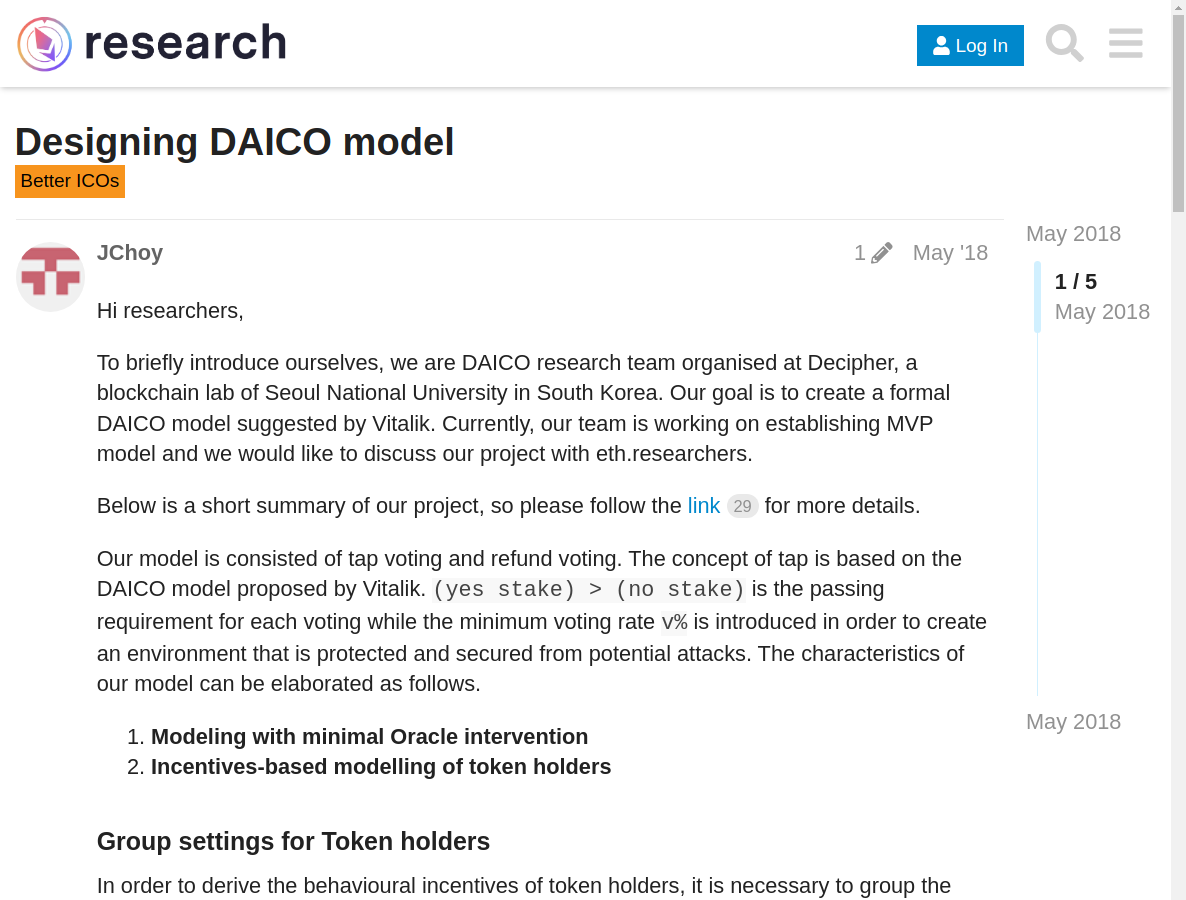 research
Log In
Designing DAICO model
Better ICOs
JChoy
1
May '18
May 2018
1 / 5
May 2018
Hi researchers,
To briefly introduce ourselves, we are DAICO research team organised at Decipher, a
blockchain lab of Seoul National University in South Korea. Our goal is to create a formal
DAICO model suggested by Vitalik. Currently, our team is working on establishing MVP
model and we would like to discuss our project with eth.researchers.
Below is a short summary of our project, so please follow the link 29 for more details.
Our model is consisted of tap voting and refund voting. The concept of tap is based on the
DAICO model proposed by Vitalik. (yes stake) > (no stake) is the passing
requirement for each voting while the minimum voting rate v% is introduced in order to create
an environment that is protected and secured from potential attacks. The characteristics of
our model can be elaborated as follows.
May 2018
1. Modeling with minimal Oracle intervention
2. Incentives-based modelling of token holders
Group settings for Token holders
In order to derive the behavioural incentives of token holders, it is necessary to group the